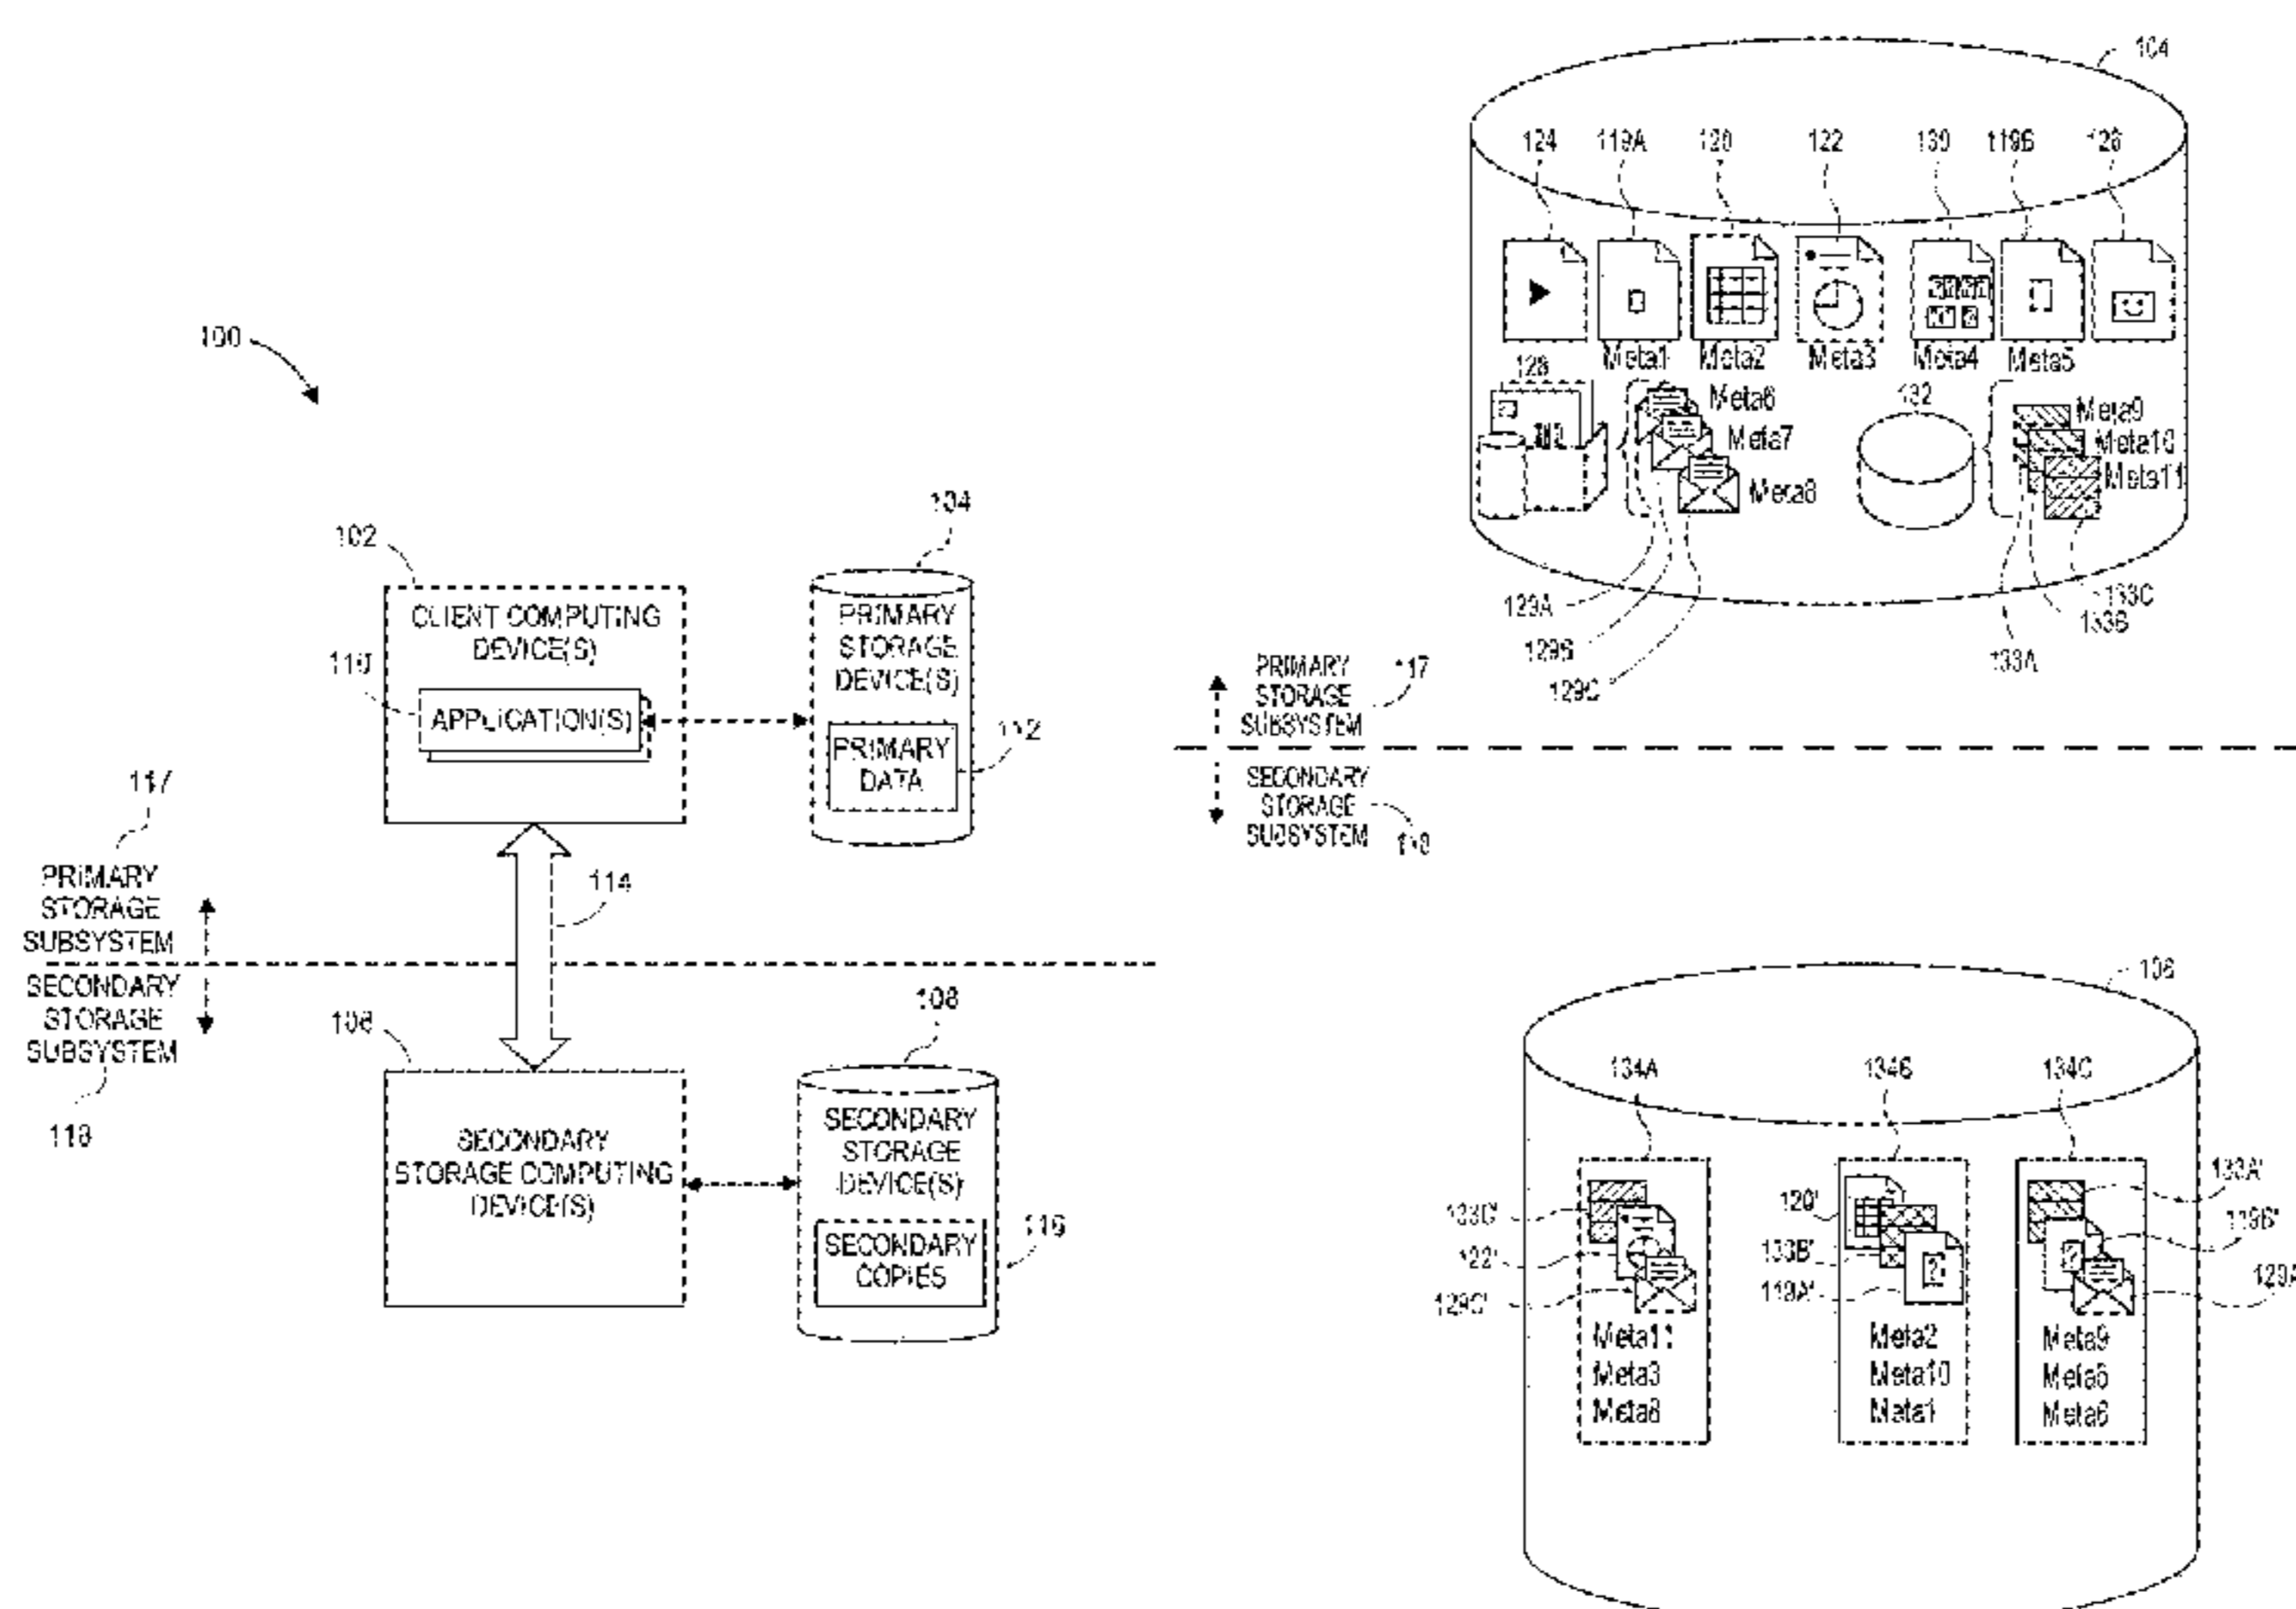 100
102
CLIENT COMPUTING
DEVICE(S)
110
APPLICATION(S)
104
PRIMARY
STORAGE
DEVICE(S)
PRIMARY
DATA
112
117
PRIMARY
STORAGE
SUBSYSTEM
114
SECONDARY
STORAGE
SUBSYSTEM
118
106
SECONDARY
STORAGE COMPUTING
DEVICE(S)
108
SECONDARY
STORAGE
DEVICE(S)
SECONDARY
COPIES
116
104
124 119A 120 122 130 119B 126
Meta1 Meta2 Meta3 Meta4 Meta5
128
Meta6
Meta7
Meta8
132
Meta9
Meta10
Meta11
129A
129B
129C
133C
133B
133A
PRIMARY
STORAGE
SUBSYSTEM
117
SECONDARY
STORAGE
SUBSYSTEM
118
108
134A 134B 134C
133C'
122'
129C'
Meta11
Meta3
Meta8
120'
133B'
119A'
Meta2
Meta10
Meta1
133A'
119B'
129A
Meta9
Meta5
Meta6